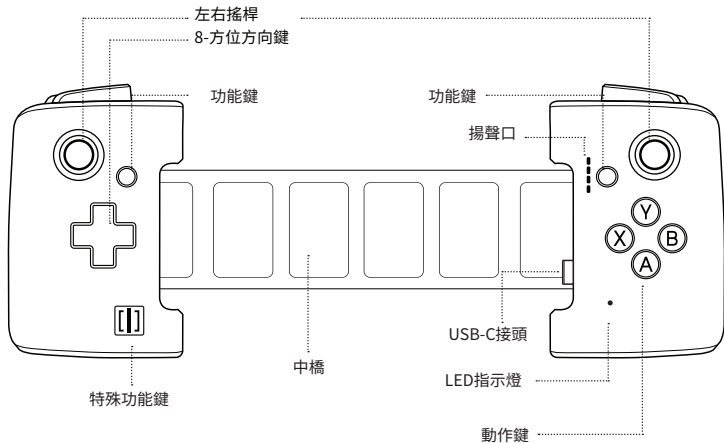 左右搖桿
8-方位方向鍵
功能鍵
功能鍵
揚聲口
Y
X
B
A
USB-C接頭
中橋
LED指示燈
特殊功能鍵
動作鍵